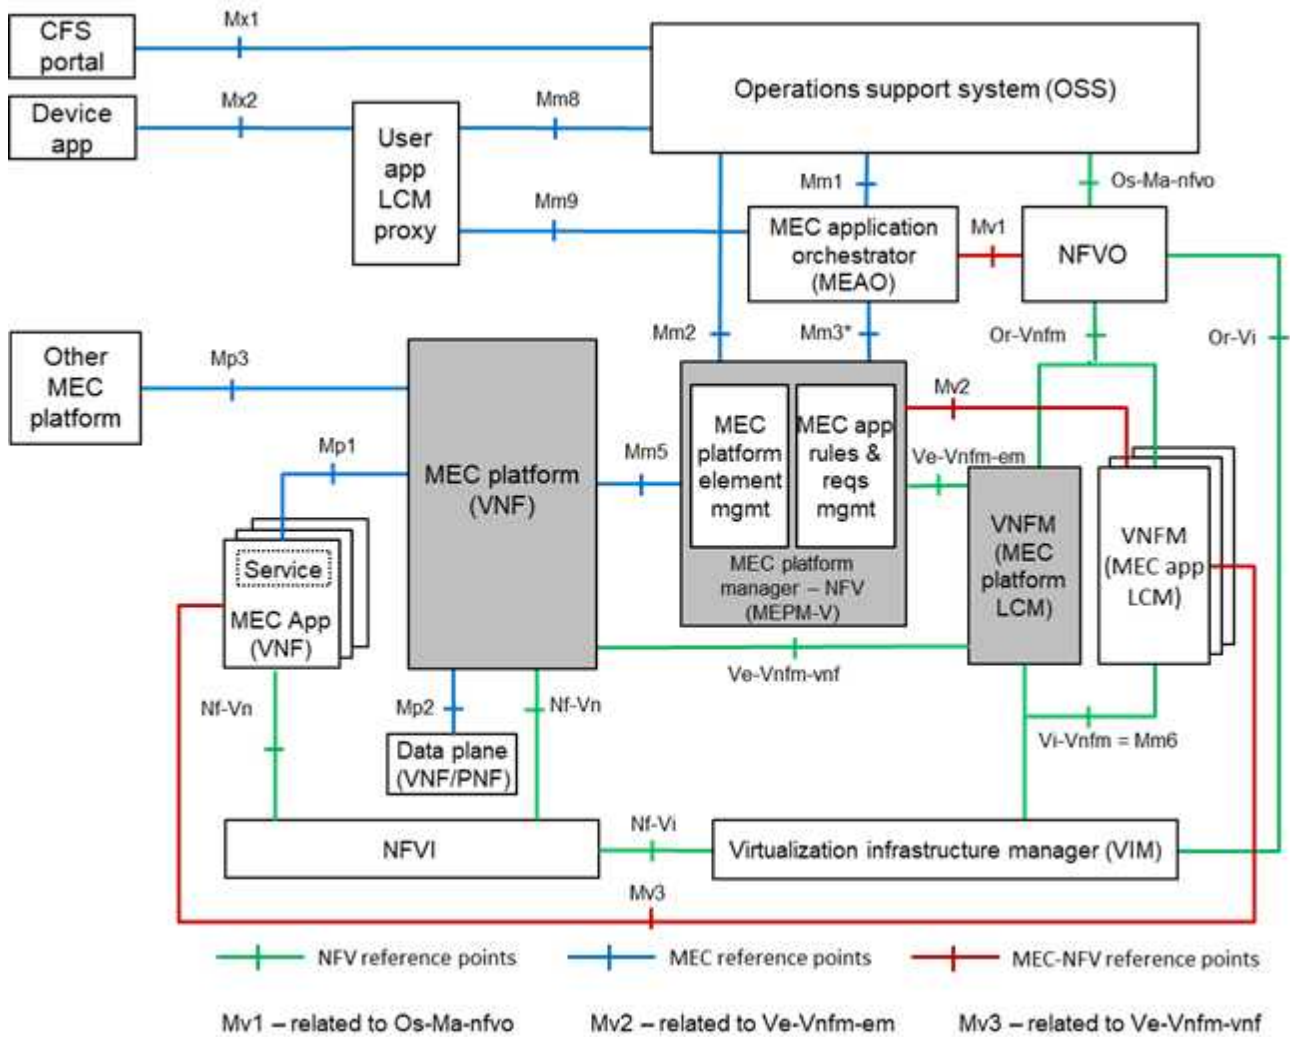 Mx1
CFS
portal
Operations support system (OSS)
Device
app
Mx2
Mm8
User
app
LCM
proxy
Mm9
Mm1
Os-Ma-nfvo
MEC application
orchestrator
(MEAO)
Mv1
NFVO
Other
MEC
platform
Mp3
Mm2
Mm3*
Or-Vnfm
Or-Vi
Mv2
Mp1
MEC platform
(VNF)
Mm5
MEC
platform
element
mgmt
MEC app
rules &
reqs
mgmt
Ve-Vnfm-em
MEC platform
manager – NFV
(MEPM-V)
VNFM
(MEC
platform
LCM)
VNFM
(MEC app
LCM)
Service
MEC App
(VNF)
Ve-Vnfm-vnf
Nf-Vn
Mp2
Nf-Vn
Vi-Vnfm = Mm6
Data plane
(VNF/PNF)
NFVI
Nf-Vi
Virtualization infrastructure manager (VIM)
Mv3
NFV reference points
MEC reference points
MEC-NFV reference points
Mv1 – related to Os-Ma-nfvo
Mv2 – related to Ve-Vnfm-em
Mv3 – related to Ve-Vnfm-vnf